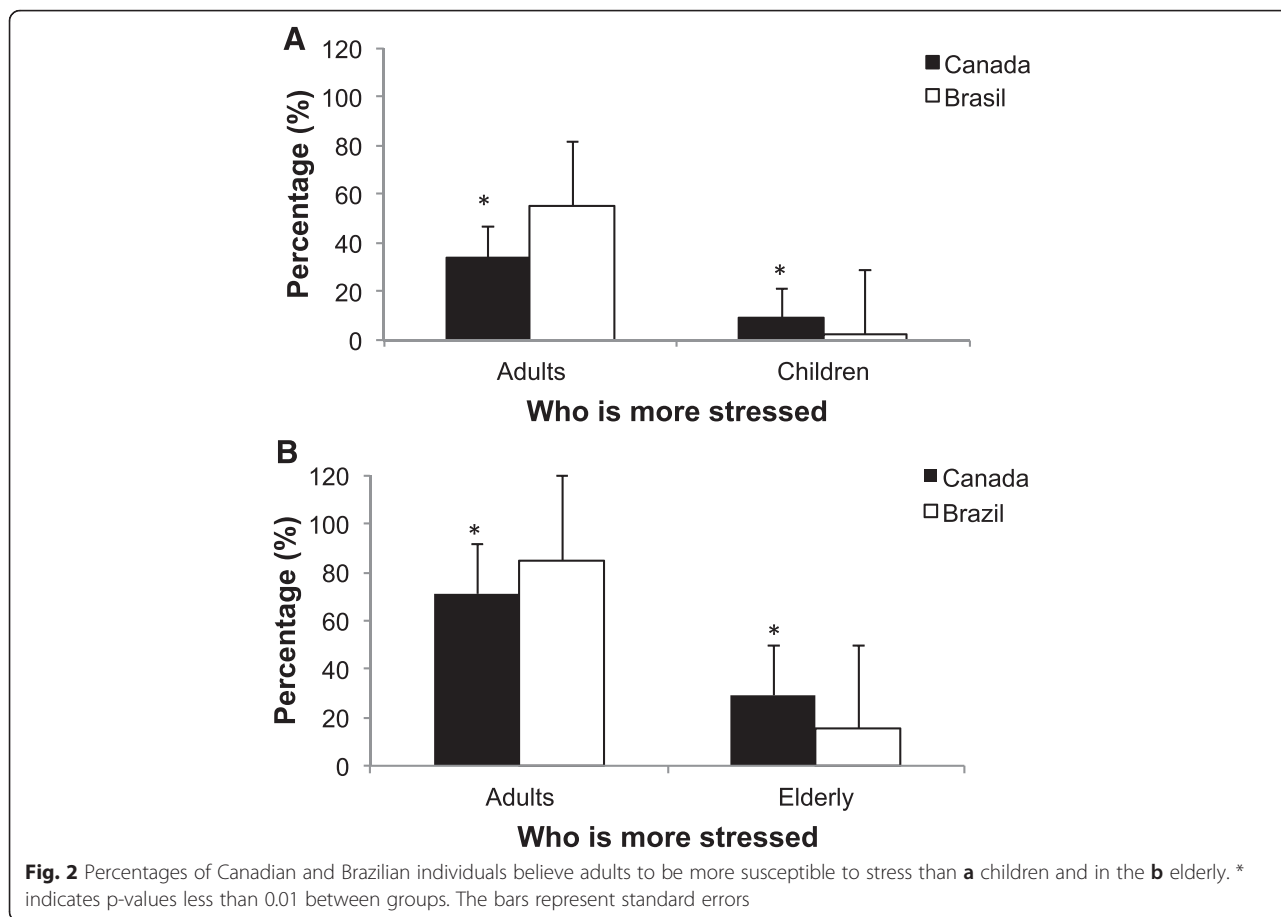 A
120
100
80
60
40
20
0
Percentage (%)
Canada
Brasil
*
*
Adults Children
Who is more stressed
B
120
100
80
60
40
20
0
Percentage (%)
Canada
Brazil
*
*
Adults Elderly
Who is more stressed
Fig. 2 Percentages of Canadian and Brazilian individuals believe adults to be more susceptible to stress than a children and in the b elderly. *
indicates p-values less than 0.01 between groups. The bars represent standard errors